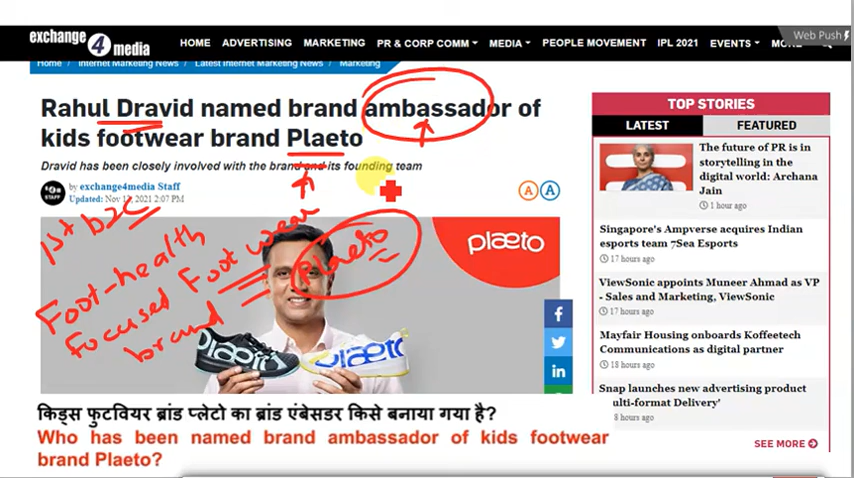 Web Push
exchange
4 media
HOME ADVERTISING MARKETING PR & CORP COMM MEDIA PEOPLE MOVEMENT IPL 2021 EVENTS MORE
Home / Internet Marketing News / Latest Internet Marketing News / Marketing
Rahul Dravid named brand ambassador of
kids footwear brand Plaeto
Dravid has been closely involved with the brand and its founding team
by exchange4media Staff
2021 2:07 PM
A A
1st b2c
Foot-health
Focused Foot wear
brand Plaeto
plaeto
plaeto plaeto
TOP STORIES
LATEST FEATURED
The future of PR is in
storytelling in the
digital world: Archana
Jain
1 hour ago
Singapore's Ampverse acquires Indian
esports team 7Sea Esports
17 hours ago
ViewSonic appoints Muneer Ahmad as VP
- Sales and Marketing, ViewSonic
17 hours ago
Mayfair Housing onboards Koffeetech
Communications as digital partner
18 hours ago
Snap launches new advertising product
ulti-format Delivery'
8 hours ago
SEE MORE
किड्स फुटवियर ब्रांड प्लेटो का ब्रांड एंबेसडर किसे बनाया गया है?
Who has been named brand ambassador of kids footwear
brand Plaeto?